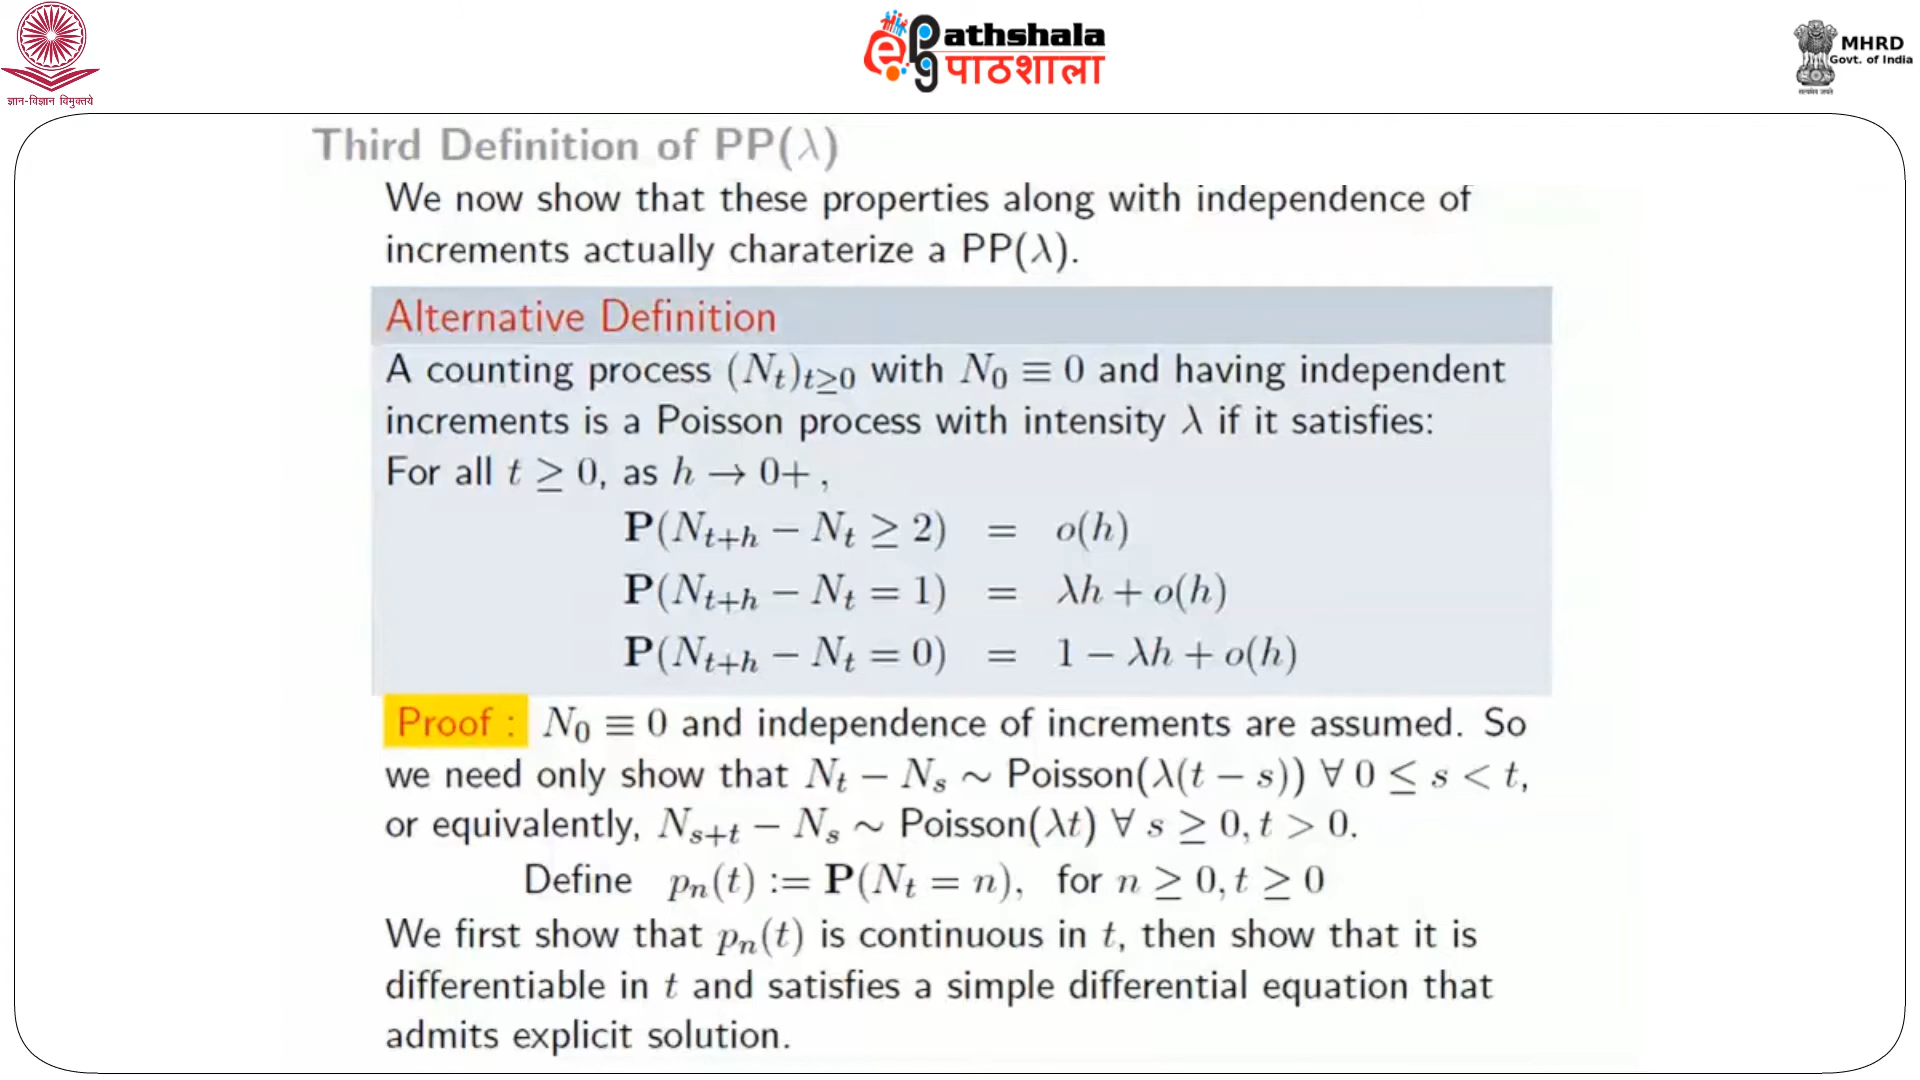 ज्ञान-विज्ञान विमुक्तये
ePathshala
पाठशाला
MHRD
Govt. of India
सत्यमेव जयते
Third Definition of PP(λ)
We now show that these properties along with independence of
increments actually charaterize a PP(λ).
Alternative Definition
A counting process (N_t)_{t≥0} with N_0 ≡ 0 and having independent
increments is a Poisson process with intensity λ if it satisfies:
For all t ≥ 0, as h → 0+ ,
P(N_{t+h} − N_t ≥ 2) = o(h)
P(N_{t+h} − N_t = 1) = λh + o(h)
P(N_{t+h} − N_t = 0) = 1 − λh + o(h)
Proof : N_0 ≡ 0 and independence of increments are assumed. So
we need only show that N_t − N_s ∼ Poisson(λ(t − s)) ∀ 0 ≤ s < t,
or equivalently, N_{s+t} − N_s ∼ Poisson(λt) ∀ s ≥ 0, t > 0.
Define p_n(t) := P(N_t = n), for n ≥ 0, t ≥ 0
We first show that p_n(t) is continuous in t, then show that it is
differentiable in t and satisfies a simple differential equation that
admits explicit solution.